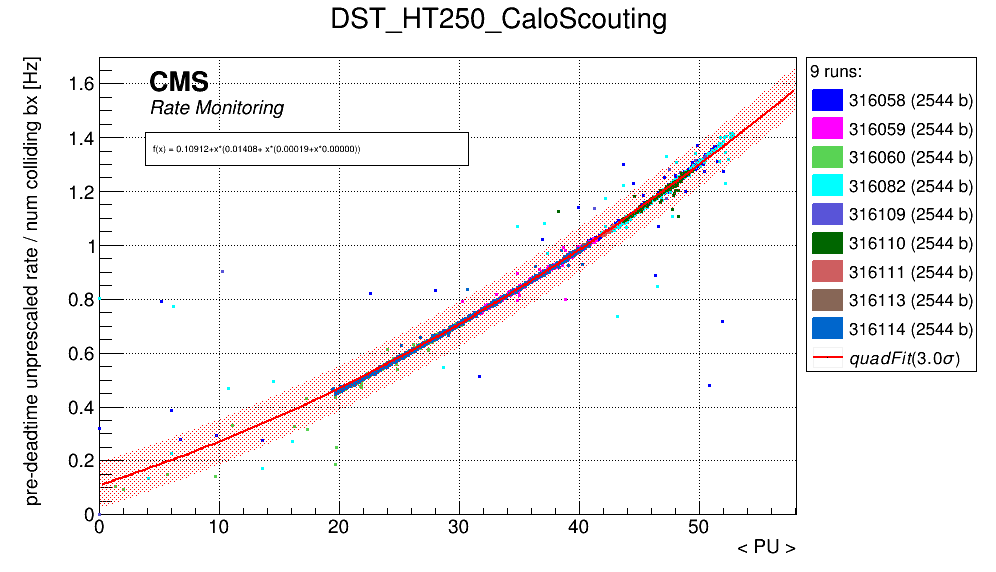 DST_HT250_CaloScouting
pre-deadtime unprescaled rate / num colliding bx [Hz]
CMS
Rate Monitoring
f(x) = 0.10912+x*(0.01408+ x*(0.00019+x*0.00000))
1.6
1.4
1.2
1
0.8
0.6
0.4
0.2
0
0
10
20
30
40
50
< PU >
9 runs:
316058 (2544 b)
316059 (2544 b)
316060 (2544 b)
316082 (2544 b)
316109 (2544 b)
316110 (2544 b)
316111 (2544 b)
316113 (2544 b)
316114 (2544 b)
quadFit(3.0σ)